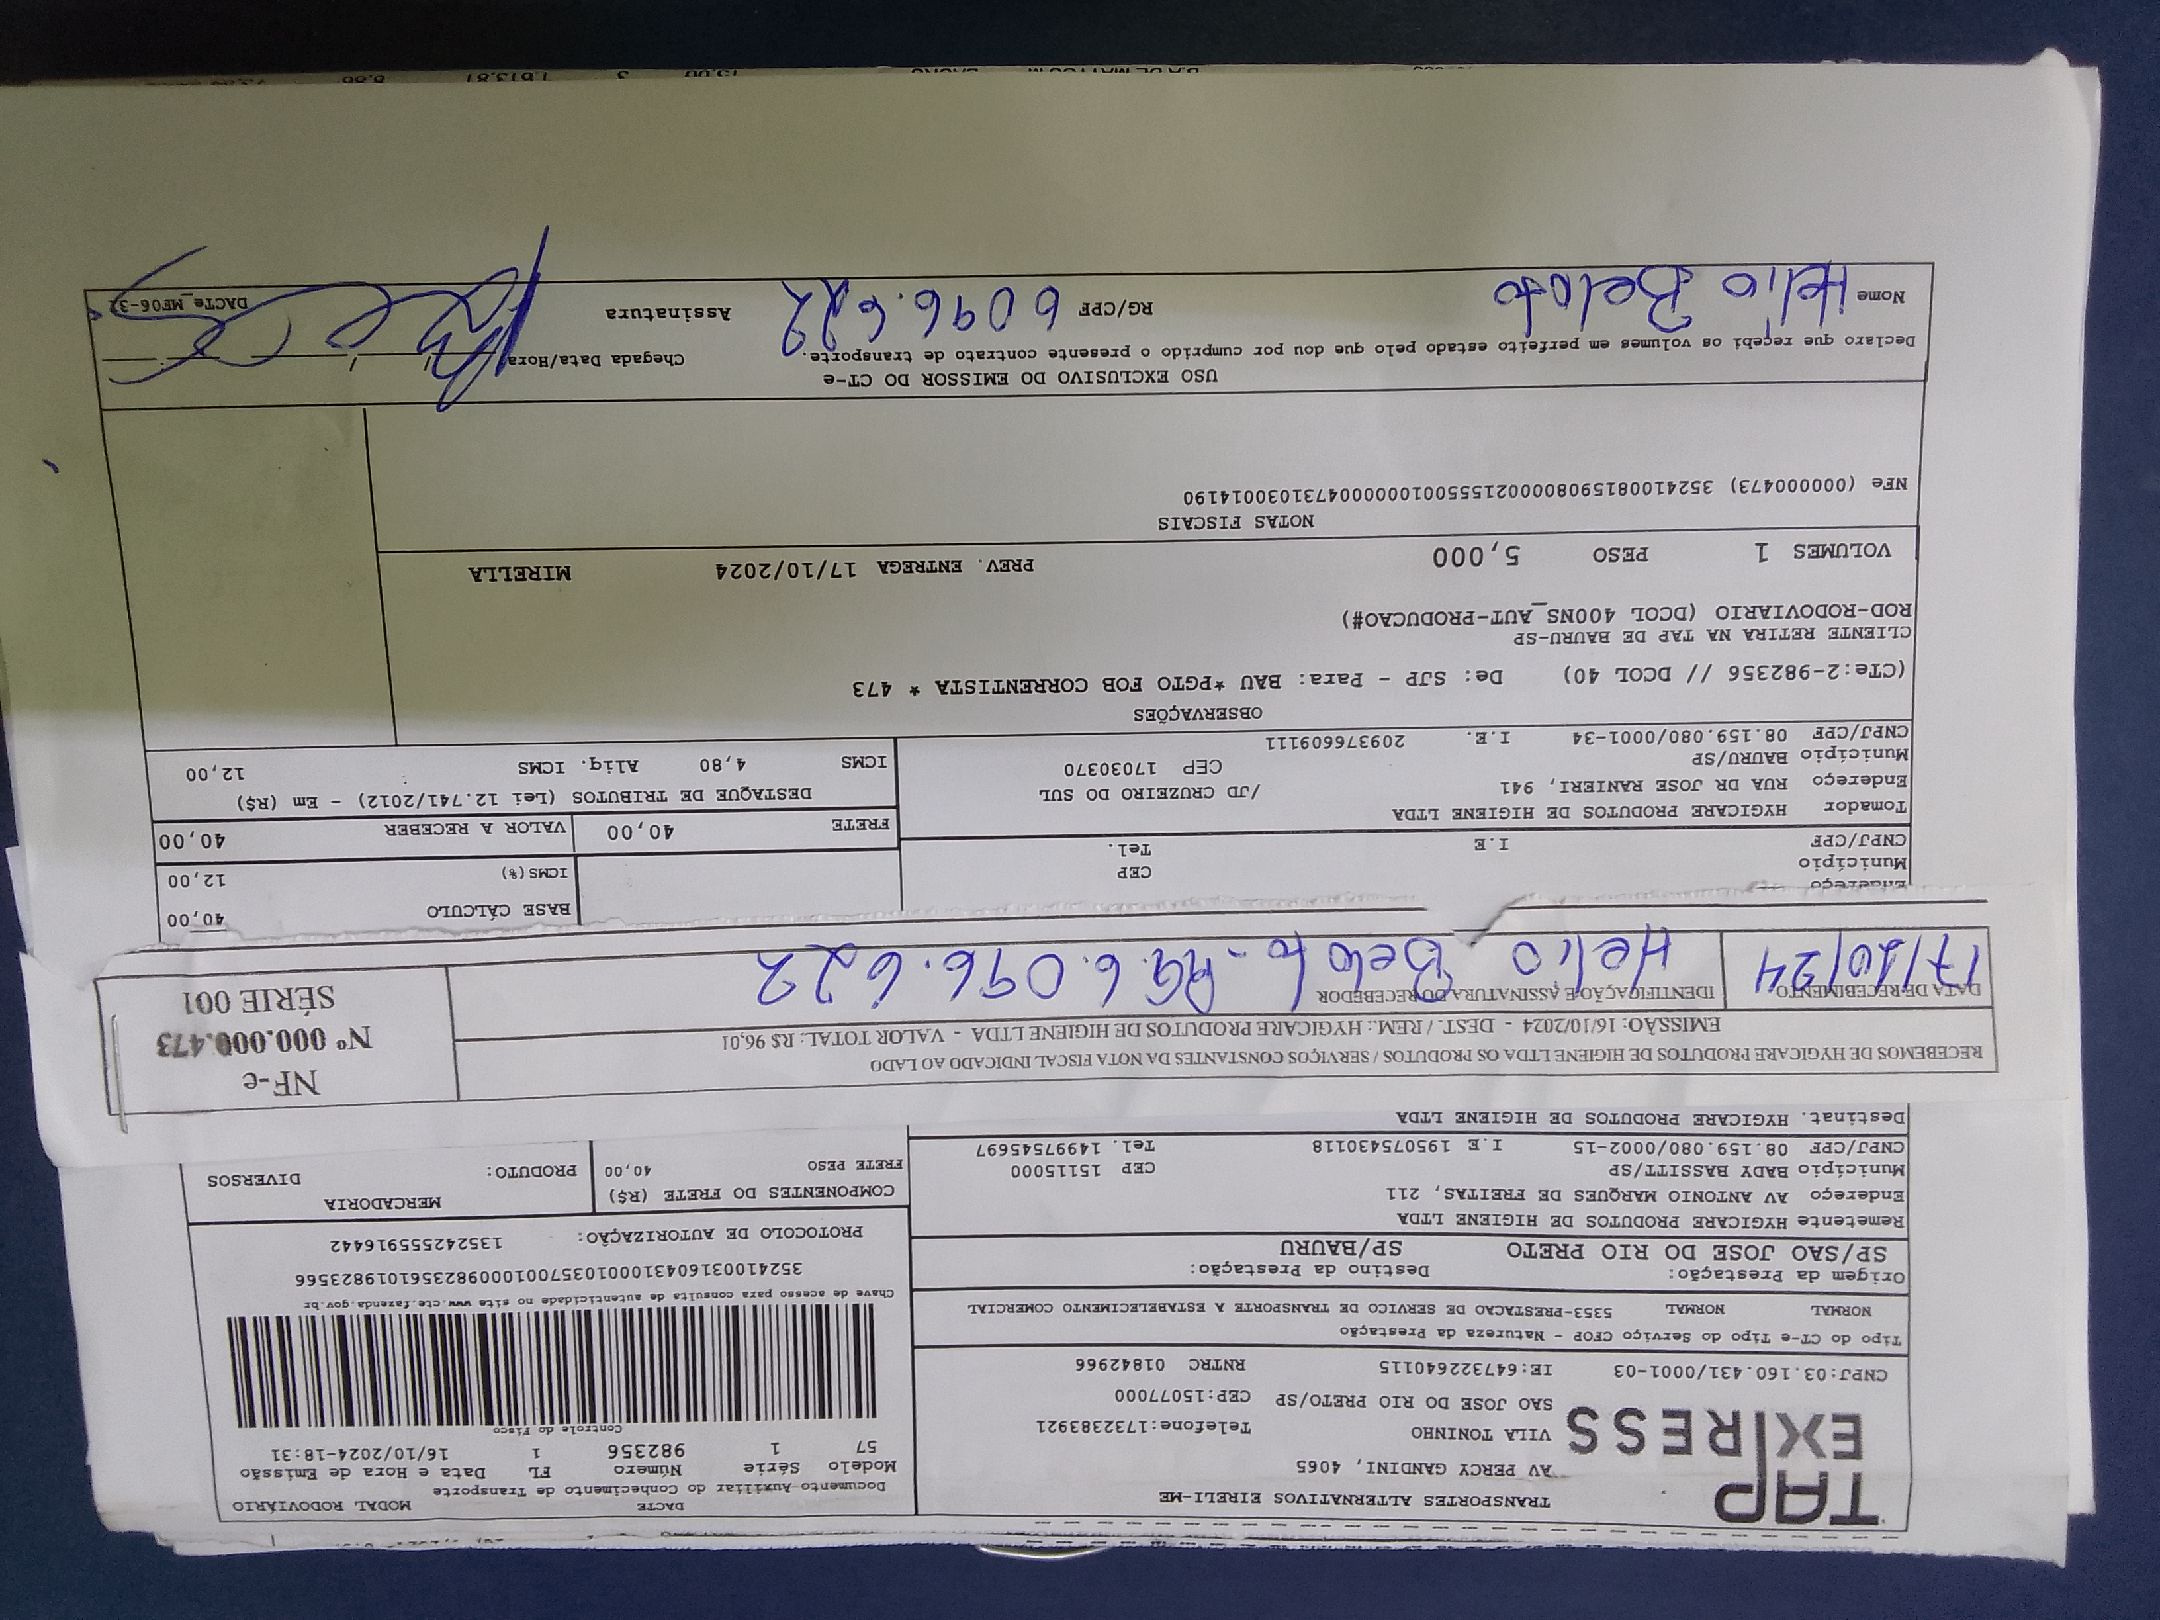 TAP
EXPRESS
TRANSPORTES ALTERNATIVOS EIRELI-ME
AV PERCY GANDINI, 4065
VILA TONINHO Telefone:1732383921
SAO JOSE DO RIO PRETO/SP CEP:15077000
CNPJ:03.160.431/0001-03 IE:647322640115 RNTRC 01842966
DACTE MODAL RODOVIÁRIO
Documento Auxiliar do Conhecimento de Transporte
Modelo Série Número FL Data e Hora de Emissão
57 1 982356 1 16/10/2024-18:31
Controle do Fisco
Chave de acesso para consulta de autenticidade no site www.cte.fazenda.gov.br
35241003160431000103570010009823561019823566
PROTOCOLO DE AUTORIZAÇÃO: 135242555916442
Tipo do CT-e Tipo do Serviço CFOP - Natureza da Prestação
NORMAL NORMAL 5353-PRESTACAO DE SERVICO DE TRANSPORTE A ESTABELECIMENTO COMERCIAL
Origem da Prestação: Destino da Prestação:
SP/SAO JOSE DO RIO PRETO SP/BAURU
Remetente HYGICARE PRODUTOS DE HIGIENE LTDA
Endereço AV ANTONIO MARQUES DE FREITAS, 211
Município BADY BASSITT/SP CEP 15115000
CNPJ/CPF 08.159.080/0002-15 I.E 195075430118 Tel. 14997545697
Destinat. HYGICARE PRODUTOS DE HIGIENE LTDA
COMPONENTES DO FRETE (R$) MERCADORIA
FRETE PESO 40,00 PRODUTO: DIVERSOS
RECEBEMOS DE HYGICARE PRODUTOS DE HIGIENE LTDA OS PRODUTOS / SERVIÇOS CONSTANTES DA NOTA FISCAL INDICADO AO LADO
EMISSÃO: 16/10/2024 - DEST. / REM.: HYGICARE PRODUTOS DE HIGIENE LTDA - VALOR TOTAL: R$ 96,01
DATA DE RECEBIMENTO IDENTIFICAÇÃO E ASSINATURA DO RECEBEDOR
17/10/24 Helio Belato - RG.6.096.622
NF-e
Nº 000.000.473
SÉRIE 001
Endereço
Município CEP
CNPJ/CPF I.E Tel.
BASE CÁLCULO 40,00
ICMS(%) 12,00
FRETE 40,00 VALOR A RECEBER 40,00
Tomador HYGICARE PRODUTOS DE HIGIENE LTDA
Endereço RUA DR JOSE RANIERI, 941 /JD CRUZEIRO DO SUL
Município BAURU/SP CEP 17030370
CNPJ/CPF 08.159.080/0001-34 I.E. 209376609111
DESTAQUE DE TRIBUTOS (Lei 12.741/2012) - Em (R$)
ICMS 4,80 Aliq. ICMS 12,00
OBSERVAÇÕES
(CTe:2-982356 // DCOL 40) De: SJP - Para: BAU *PGTO FOB CORRENTISTA * 473
CLIENTE RETIRA NA TAP DE BAURU-SP
ROD-RODOVIARIO (DCOL 400NS_AUT-PRODUCAO#)
VOLUMES 1 PESO 5,000 PREV. ENTREGA 17/10/2024 MIRELLA
NOTAS FISCAIS
NFe (000000473) 35241008159080000215550010000004731030014190
USO EXCLUSIVO DO EMISSOR DO CT-e
Declaro que recebi os volumes em perfeito estado pelo que dou por cumprido o presente contrato de transporte. Chegada Data/Hora
Nome Helio Belato RG/CPF 6096.622 Assinatura